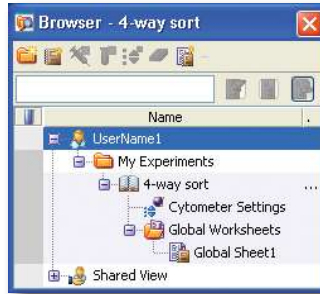 Browser - 4-way sort
Name
UserName1
My Experiments
4-way sort
...
Cytometer Settings
Global Worksheets
Global Sheet1
Shared View